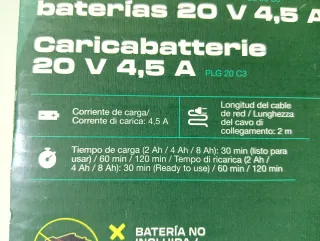 baterías 20 V 4,5 A
Caricabatterie
20 V 4,5 A PLG 20 C3
Corriente de carga/
Corrente di carica: 4,5 A
Longitud del cable
de red / Lunghezza
del cavo di
collegamento: 2 m
Tiempo de carga (2 Ah / 4 Ah / 8 Ah): 30 min (listo para
usar) / 60 min / 120 min / Tempo di ricarica (2 Ah /
4 Ah / 8 Ah): 30 min (Ready to use) / 60 min / 120 min
BATERÍA NO
INCLUIDA /